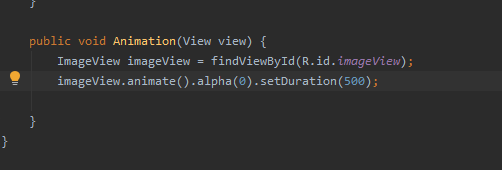 }
public void Animation(View view) {
ImageView imageView = findViewById(R.id.imageView);
imageView.animate().alpha(0).setDuration(500);
}
}